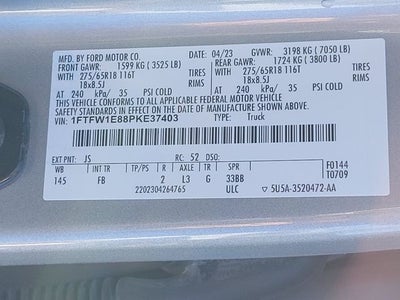 MFD. BY FORD MOTOR CO. 04/23 GVWR: 3198 KG ( 7050 LB)
FRONT GAWR: 1599 KG ( 3525 LB) REAR GAWR: 1724 KG ( 3800 LB)
WITH 275/65R18 116T TIRES WITH 275/65R18 116T TIRES
18x8.5J RIMS 18x8.5J RIMS
AT 240 kPa/ 35 PSI COLD AT 240 kPa/ 35 PSI COLD
THIS VEHICLE CONFORMS TO ALL APPLICABLE FEDERAL MOTOR VEHICLE
SAFETY STANDARDS IN EFFECT ON THE DATE OF MANUFACTURE SHOWN ABOVE.
VIN: 1FTFW1E88PKE37403 TYPE: Truck
EXT PNT: JS RC: 52 DSO:
WB R AXLE TR SPR F0144
145 FB 2 L3 G 33BB T0709
2202304264765 ULC 5U5A-3520472-AA